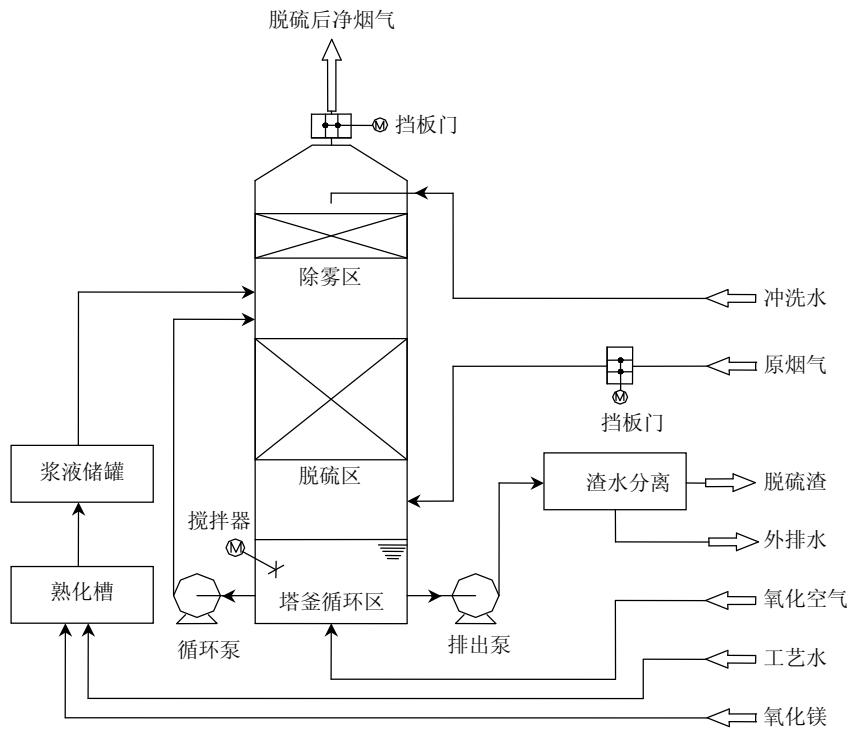 脱硫后净烟气
M
挡板门
除雾区
冲洗水
原烟气
M
挡板门
浆液储罐
脱硫区
渣水分离
脱硫渣
搅拌器
M
外排水
熟化槽
塔釜循环区
氧化空气
循环泵
排出泵
工艺水
氧化镁